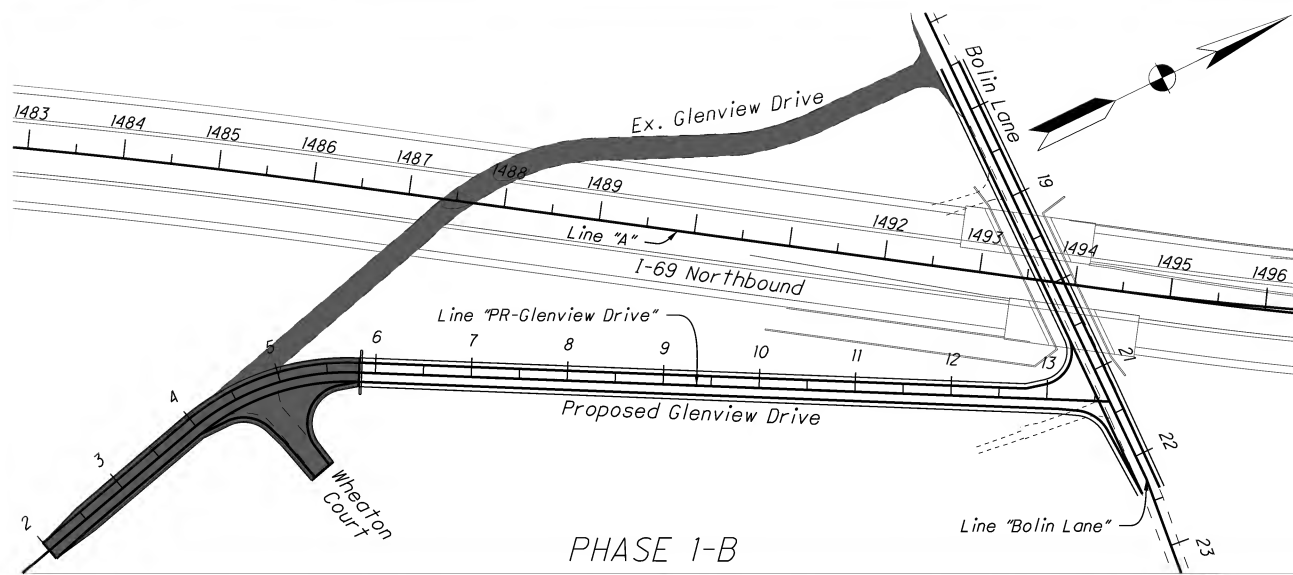 Bolin Lane
Ex. Glenview Drive
1483
1484
1485
1486
1487
1488
1489
1492
1493
1494
1495
1496
19
Line "A"
I-69 Northbound
Line "PR-Glenview Drive"
2
3
4
5
6
7
8
9
10
11
12
13
21
22
23
Proposed Glenview Drive
Wheaton
Court
Line "Bolin Lane"
PHASE 1-B